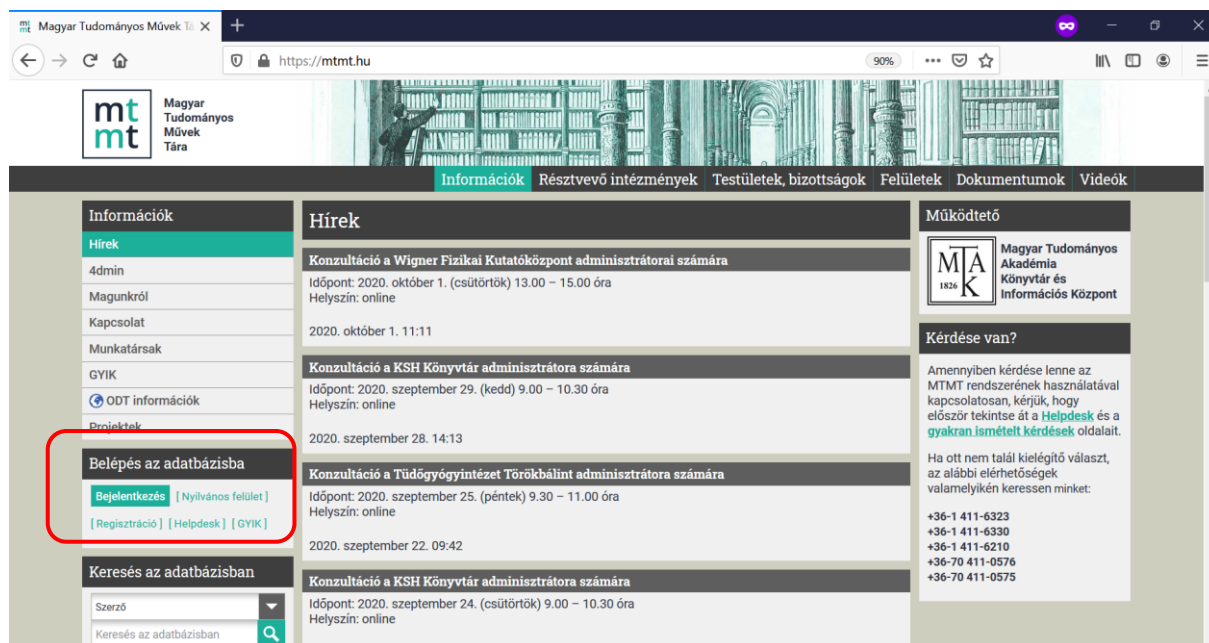 Magyar Tudományos Művek Tá
https://mtmt.hu
90%
mt
mt
Magyar
Tudományos
Művek
Tára
Információk Résztvevő intézmények Testületek, bizottságok Felületek Dokumentumok Videók
Információk
Hírek
4dmin
Magunkról
Kapcsolat
Munkatársak
GYIK
ODT információk
Projektek
Belépés az adatbázisba
Bejelentkezés [ Nyilvános felület ]
[ Regisztráció ] [ Helpdesk ] [ GYIK ]
Keresés az adatbázisban
Szerző
Keresés az adatbázisban
Hírek
Konzultáció a Wigner Fizikai Kutatóközpont adminisztrátorai számára
Időpont: 2020. október 1. (csütörtök) 13.00 – 15.00 óra
Helyszín: online
2020. október 1. 11:11
Konzultáció a KSH Könyvtár adminisztrátora számára
Időpont: 2020. szeptember 29. (kedd) 9.00 – 10.30 óra
Helyszín: online
2020. szeptember 28. 14:13
Konzultáció a Tüdőgyógyintézet Törökbálint adminisztrátora számára
Időpont: 2020. szeptember 25. (péntek) 9.30 – 11.00 óra
Helyszín: online
2020. szeptember 22. 09:42
Konzultáció a KSH Könyvtár adminisztrátora számára
Időpont: 2020. szeptember 24. (csütörtök) 9.00 – 10.30 óra
Helyszín: online
Működtető
MTA
1826 K
Magyar Tudományos
Akadémia
Könyvtár és
Információs Központ
Kérdése van?
Amennyiben kérdése lenne az
MTMT rendszerének használatával
kapcsolatosan, kérjük, hogy
először tekintse át a Helpdesk és a
gyakran ismételt kérdések oldalait.
Ha ott nem talál kielégítő választ,
az alábbi elérhetőségek
valamelyikén keressen minket:
+36-1 411-6323
+36-1 411-6330
+36-1 411-6210
+36-70 411-0576
+36-70 411-0575